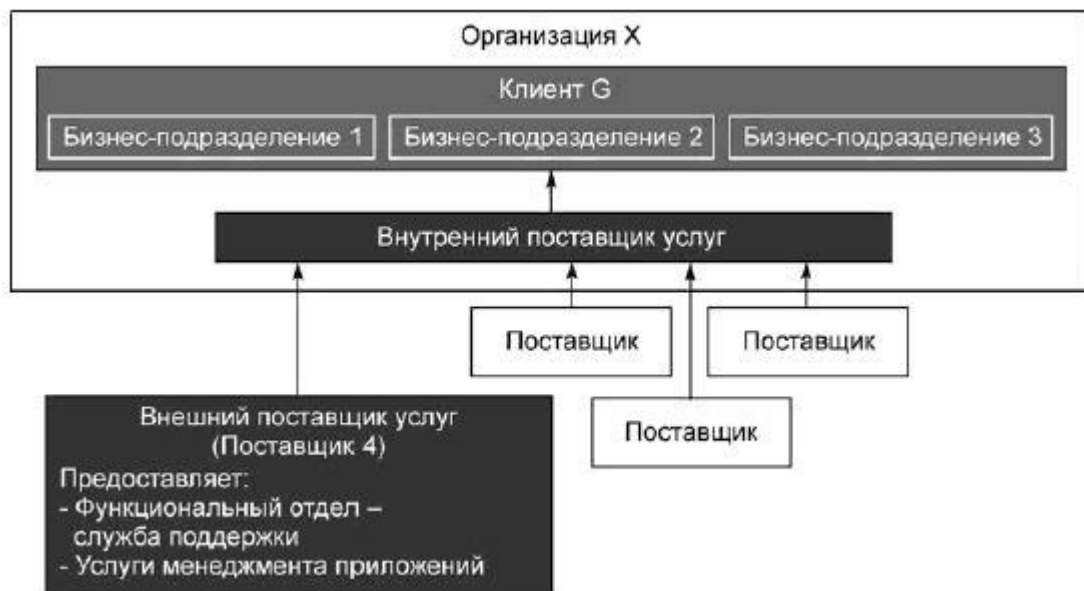 Организация X
Клиент G
Бизнес-подразделение 1
Бизнес-подразделение 2
Бизнес-подразделение 3
Внутренний поставщик услуг
Поставщик
Поставщик
Поставщик
Внешний поставщик услуг
(Поставщик 4)
Предоставляет:
- Функциональный отдел –
служба поддержки
- Услуги менеджмента приложений